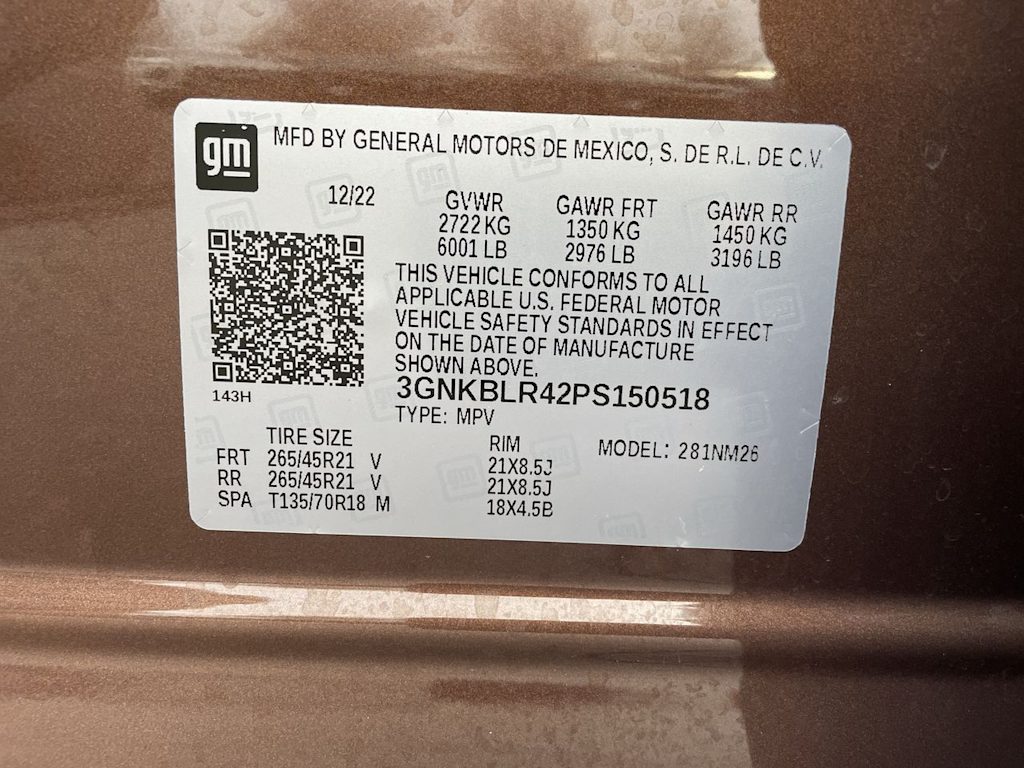 gm MFD BY GENERAL MOTORS DE MEXICO, S. DE R.L. DE C.V.
12/22 GVWR GAWR FRT GAWR RR
2722 KG 1350 KG 1450 KG
6001 LB 2976 LB 3196 LB
THIS VEHICLE CONFORMS TO ALL
APPLICABLE U.S. FEDERAL MOTOR
VEHICLE SAFETY STANDARDS IN EFFECT
ON THE DATE OF MANUFACTURE
SHOWN ABOVE.
143H 3GNKBLR42PS150518
TYPE: MPV
TIRE SIZE RIM MODEL: 281NM26
FRT 265/45R21 V 21X8.5J
RR 265/45R21 V 21X8.5J
SPA T135/70R18 M 18X4.5B